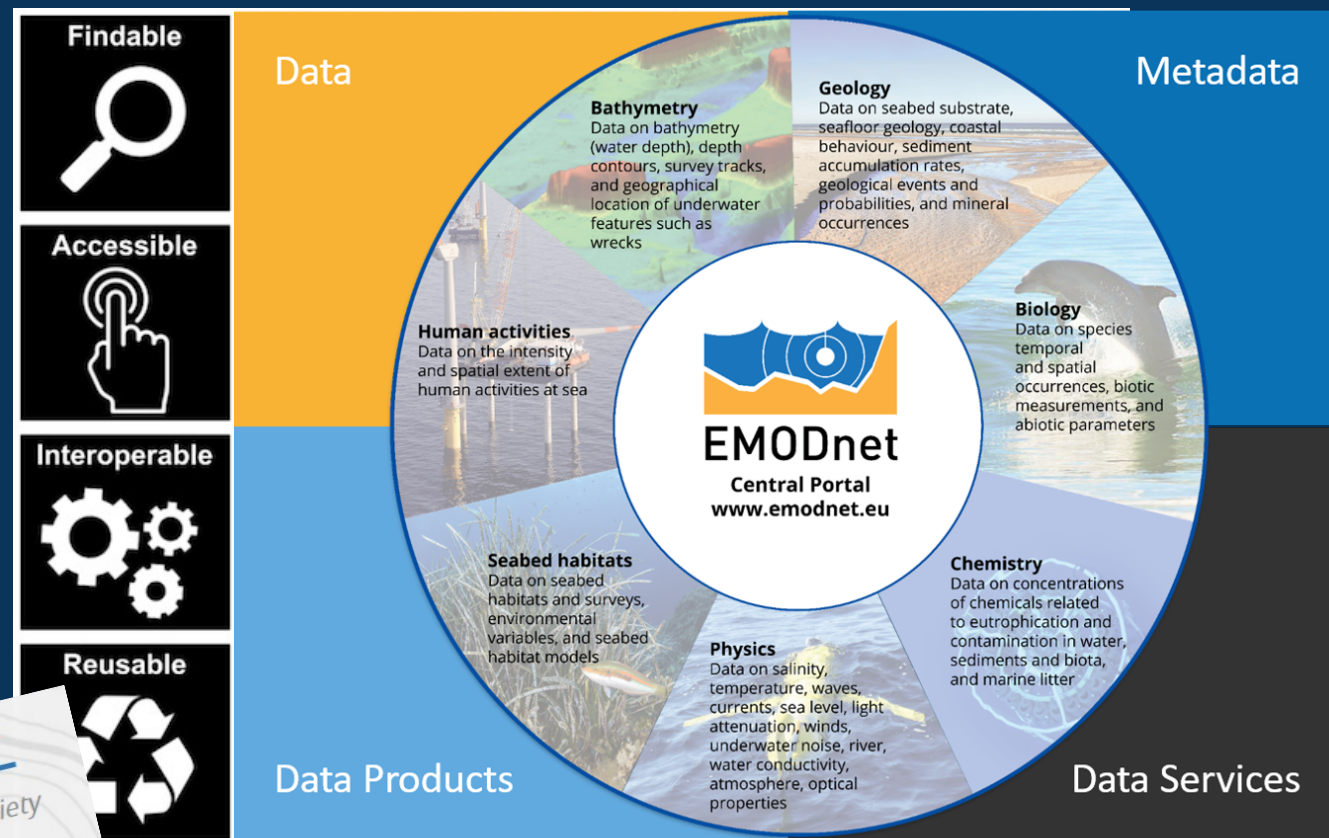 Findable
Accessible
Interoperable
Reusable
iety
Data
Metadata
Data Products
Data Services
Bathymetry
Data on bathymetry
(water depth), depth
contours, survey tracks,
and geographical
location of underwater
features such as
wrecks
Geology
Data on seabed substrate,
seafloor geology, coastal
behaviour, sediment
accumulation rates,
geological events and
probabilities, and mineral
occurrences
Biology
Data on species
temporal
and spatial
occurrences, biotic
measurements, and
abiotic parameters
Chemistry
Data on concentrations
of chemicals related
to eutrophication and
contamination in water,
sediments and biota,
and marine litter
Physics
Data on salinity,
temperature, waves,
currents, sea level, light
attenuation, winds,
underwater noise, river,
water conductivity,
atmosphere, optical
properties
Seabed habitats
Data on seabed
habitats and surveys,
environmental
variables, and seabed
habitat models
Human activities
Data on the intensity
and spatial extent of
human activities at sea
EMODnet
Central Portal
www.emodnet.eu